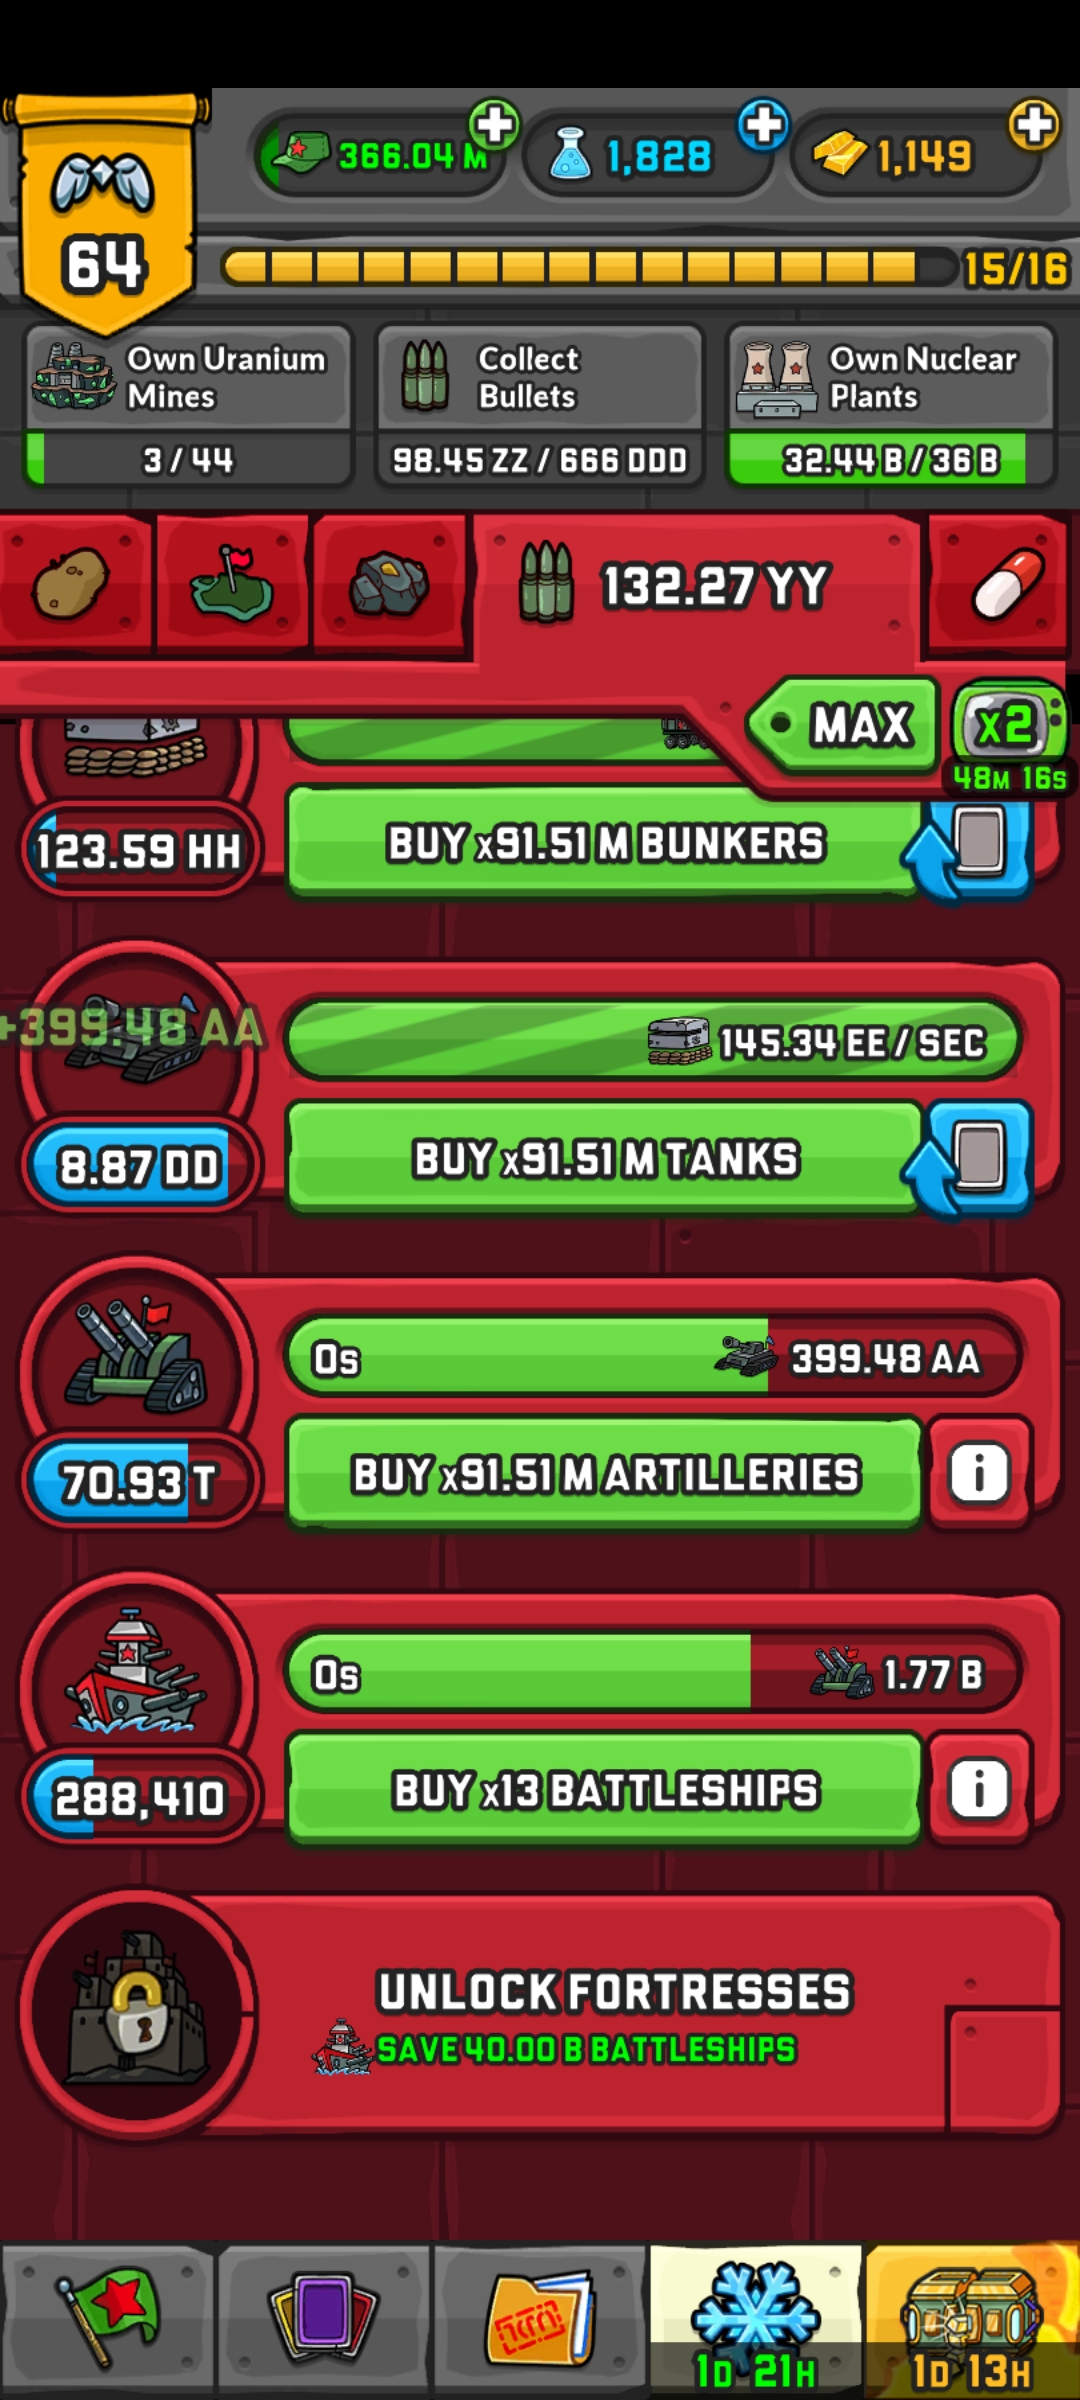 64
366.04 M
1,828
1,149
15/16
Own Uranium
Mines
3 / 44
Collect
Bullets
98.45 ZZ / 666 DDD
Own Nuclear
Plants
32.44 B / 36 B
132.27 YY
MAX
x2
48M 16S
123.59 HH
BUY x91.51 M BUNKERS
+399.48 AA
145.34 EE / SEC
8.87 DD
BUY x91.51 M TANKS
0s
399.48 AA
70.93 T
BUY x91.51 M ARTILLERIES
i
0s
1.77 B
288,410
BUY x13 BATTLESHIPS
i
UNLOCK FORTRESSES
SAVE 40.00 B BATTLESHIPS
1D 21H
1D 13H